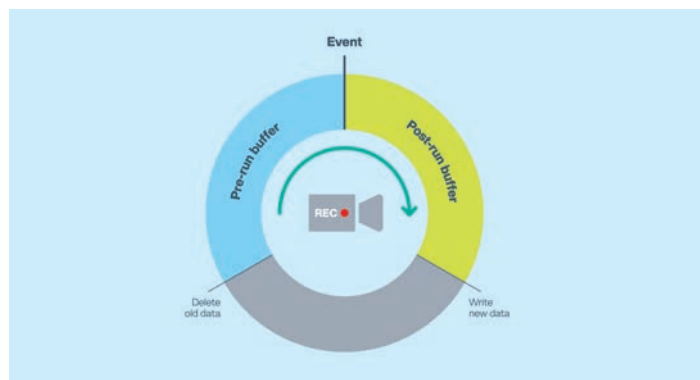 Event
Pre-run buffer
Post-run buffer
REC
Delete
old data
Write
new data